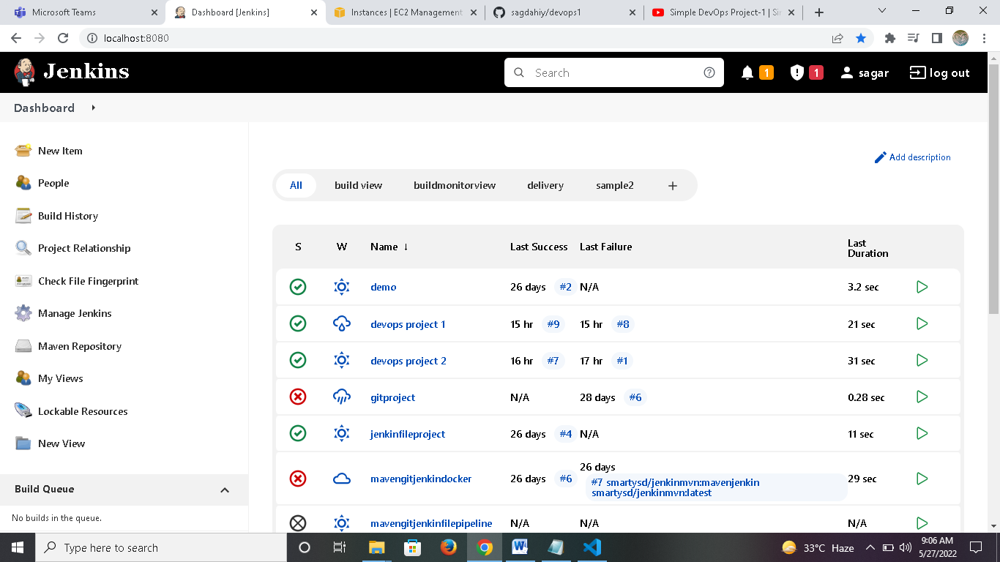 Microsoft Teams
Dashboard [Jenkins]
Instances | EC2 Management
sagdahiy/devops1
Simple DevOps Project-1 | Si
localhost:8080
Jenkins
Search
1
1
sagar
log out
Dashboard
New Item
People
Build History
Project Relationship
Check File Fingerprint
Manage Jenkins
Maven Repository
My Views
Lockable Resources
New View
Build Queue
No builds in the queue.
Add description
All build view buildmonitorview delivery sample2 +
S W Name ↓ Last Success Last Failure Last
Duration
demo 26 days #2 N/A 3.2 sec
devops project 1 15 hr #9 15 hr #8 21 sec
devops project 2 16 hr #7 17 hr #1 31 sec
gitproject N/A 28 days #6 0.28 sec
jenkinfileproject 26 days #4 N/A 11 sec
mavengitjenkindocker 26 days #6 26 days 29 sec
#7 smartysd/jenkinmvn:mavenjenkin
smartysd/jenkinmvn:latest
mavengitjenkinfilepipeline N/A N/A N/A
Type here to search
33°C Haze
9:06 AM
5/27/2022